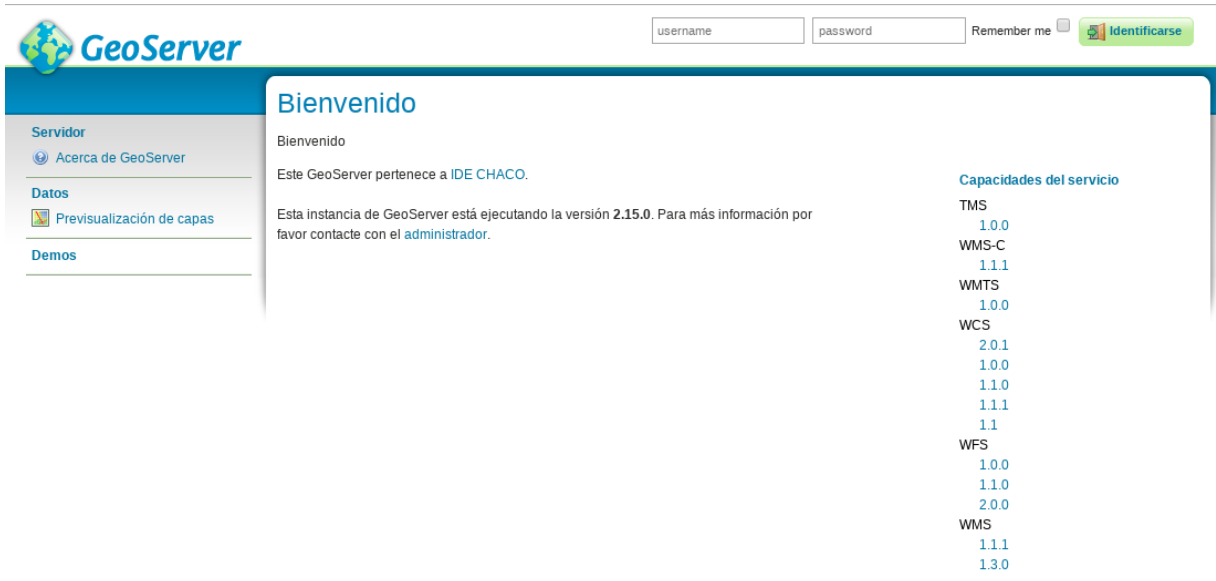 GeoServer
username
password
Remember me
Identificarse
Servidor
Acerca de GeoServer
Datos
Previsualización de capas
Demos
Bienvenido
Bienvenido
Este GeoServer pertenece a IDE CHACO.
Esta instancia de GeoServer está ejecutando la versión 2.15.0. Para más información por
favor contacte con el administrador.
Capacidades del servicio
TMS
1.0.0
WMS-C
1.1.1
WMTS
1.0.0
WCS
2.0.1
1.0.0
1.1.0
1.1.1
1.1
WFS
1.0.0
1.1.0
2.0.0
WMS
1.1.1
1.3.0